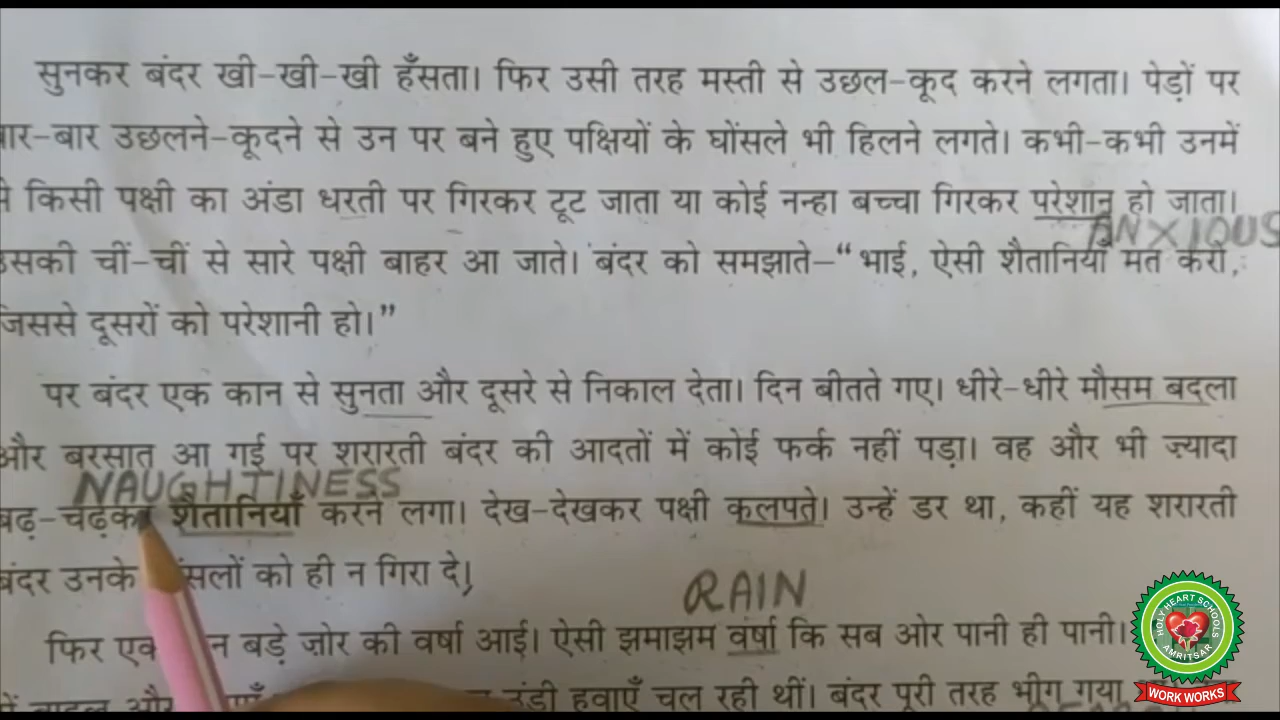 सुनकर बंदर खी-खी-खी हँसता। फिर उसी तरह मस्ती से उछल-कूद करने लगता। पेड़ों पर
बार-बार उछलने-कूदने से उन पर बने हुए पक्षियों के घोंसले भी हिलने लगते। कभी-कभी उनमें
से किसी पक्षी का अंडा धरती पर गिरकर टूट जाता या कोई नन्हा बच्चा गिरकर परेशान हो जाता।
ANXIOUS
उसकी चीं-चीं से सारे पक्षी बाहर आ जाते। बंदर को समझाते-“भाई, ऐसी शैतानियाँ मत करो,
जिससे दूसरों को परेशानी हो।”
पर बंदर एक कान से सुनता और दूसरे से निकाल देता। दिन बीतते गए। धीरे-धीरे मौसम बदला
और बरसात आ गई पर शरारती बंदर की आदतों में कोई फर्क नहीं पड़ा। वह और भी ज़्यादा
NAUGHTINESS
बढ़-चढ़कर शैतानियाँ करने लगा। देख-देखकर पक्षी कलपते। उन्हें डर था, कहीं यह शरारती
बंदर उनके घोंसलों को ही न गिरा दे।
RAIN
फिर एक दिन बड़े ज़ोर की वर्षा आई। ऐसी झमाझम वर्षा कि सब ओर पानी ही पानी।
ठंडी हवाएँ चल रही थीं। बंदर पूरी तरह भीग गया
HOLY HEART SCHOOLS
AMRITSAR
WORK WORKS